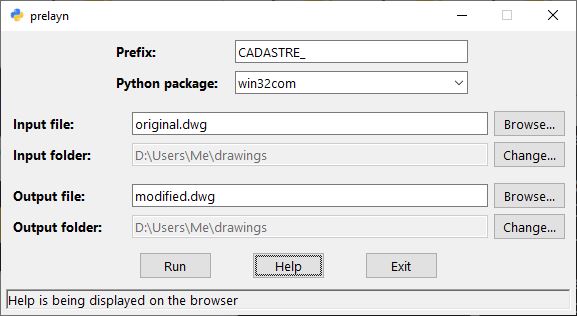 prelayn
Prefix: CADASTRE_
Python package: win32com
Input file: original.dwg Browse...
Input folder: D:\Users\Me\drawings Change...
Output file: modified.dwg Browse...
Output folder: D:\Users\Me\drawings Change...
Run Help Exit
Help is being displayed on the browser